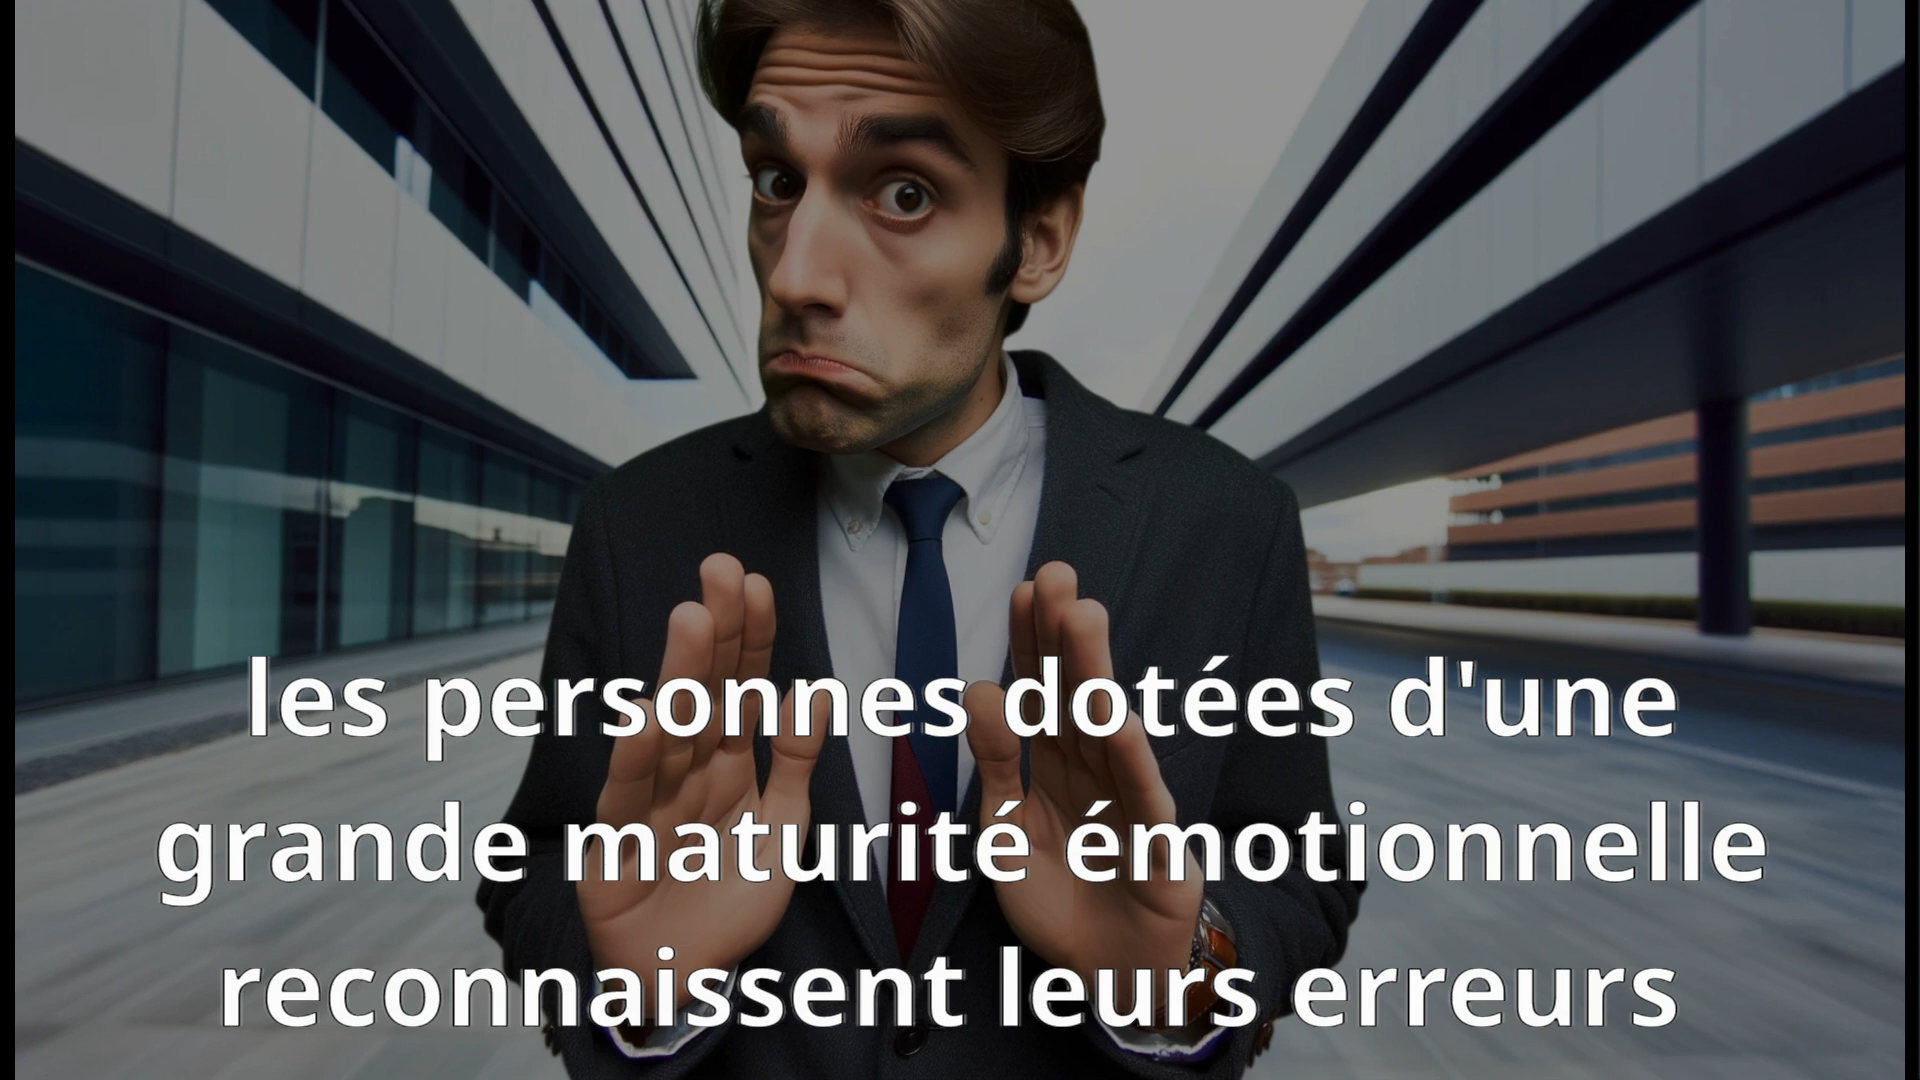 les personnes dotées d'une
grande maturité émotionnelle
reconnaissent leurs erreurs